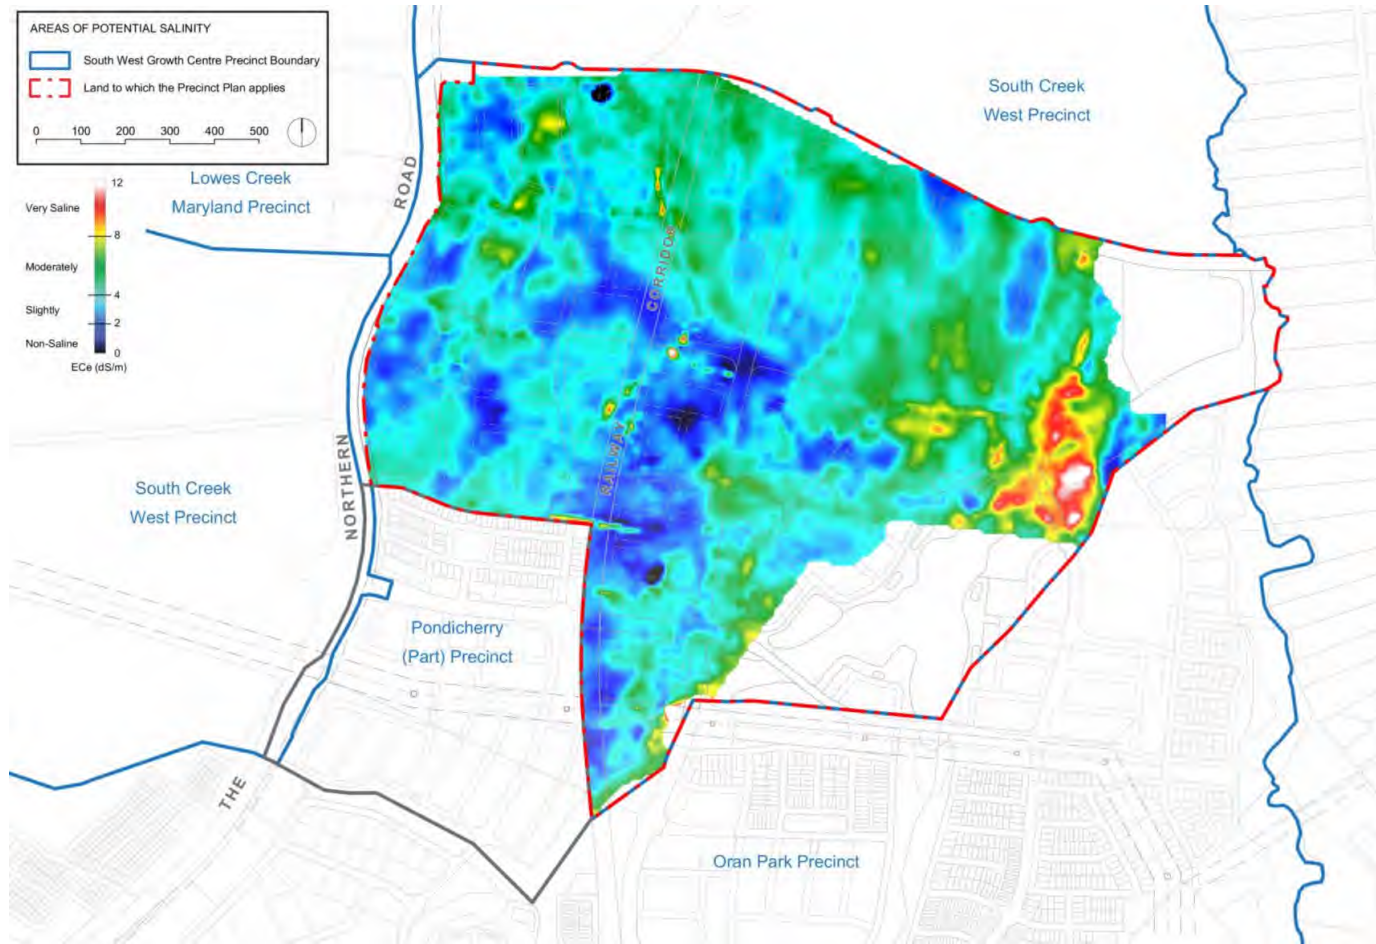 AREAS OF POTENTIAL SALINITY
South West Growth Centre Precinct Boundary
Land to which the Precinct Plan applies
0 100 200 300 400 500
12
Very Saline
8
Moderately
4
Slightly
2
Non-Saline
0
ECe (dS/m)
Lowes Creek
Maryland Precinct
South Creek
West Precinct
THE NORTHERN ROAD
RAILWAY CORRIDOR
South Creek
West Precinct
Pondicherry
(Part) Precinct
Oran Park Precinct